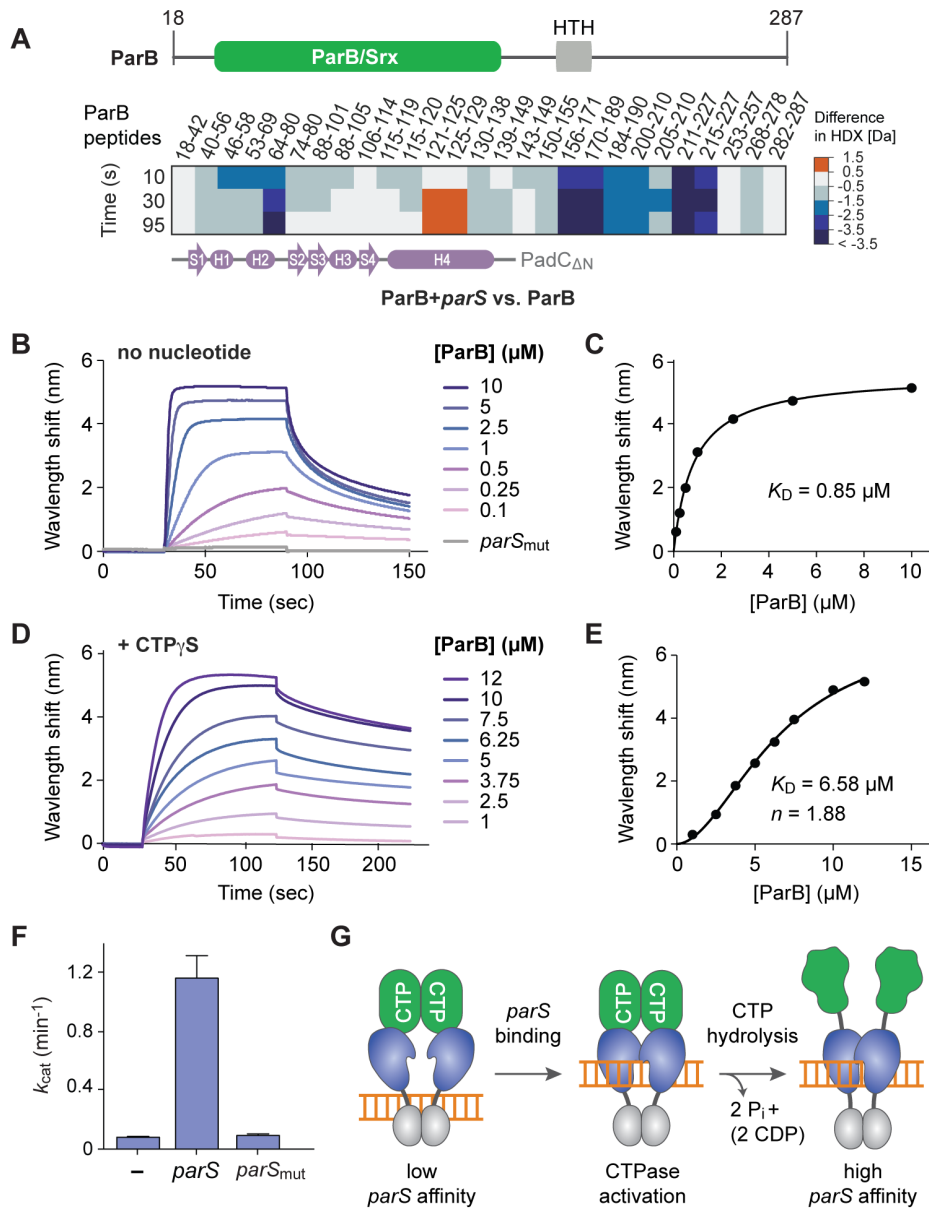 A
18
287
HTH
ParB
ParB/Srx
ParB
peptides
18-42
40-56
46-58
53-69
64-80
74-80
88-101
88-105
106-114
115-119
115-120
121-125
125-129
130-138
139-149
143-149
150-155
156-171
170-189
184-190
200-210
205-210
211-227
215-227
253-257
268-278
282-287
Difference
in HDX [Da]
1.5
0.5
-0.5
-1.5
-2.5
-3.5
< -3.5
Time (s)
10
30
95
S1 H1 H2 S2 S3 H3 S4 H4 PadCΔN
ParB+parS vs. ParB
B
no nucleotide
Wavlength shift (nm)
6
4
2
0
0 50 100 150
Time (sec)
[ParB] (µM)
10
5
2.5
1
0.5
0.25
0.1
parSmut
C
Wavlength shift (nm)
6
4
2
0
KD = 0.85 µM
0 2 4 6 8 10
[ParB] (µM)
D
+ CTPγS
Wavlength shift (nm)
6
4
2
0
0 50 100 150 200
Time (sec)
[ParB] (µM)
12
10
7.5
6.25
5
3.75
2.5
1
E
Wavlength shift (nm)
6
4
2
0
KD = 6.58 µM
n = 1.88
0 5 10 15
[ParB] (µM)
F
kcat (min-1)
1.2
0.8
0.4
0
– parS parSmut
G
CTP CTP
parS
binding
CTP CTP
CTP
hydrolysis
2 Pi +
(2 CDP)
low
parS affinity
CTPase
activation
high
parS affinity